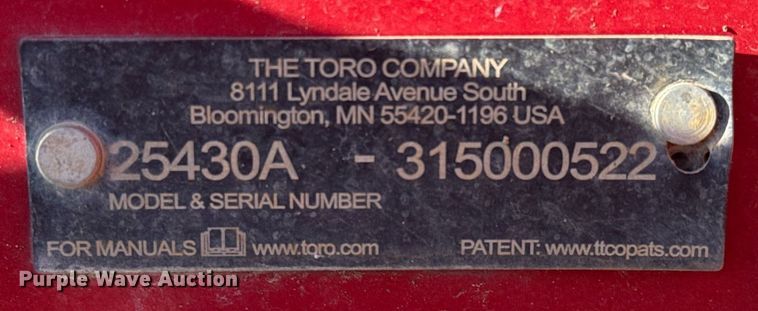 THE TORO COMPANY
8111 Lyndale Avenue South
Bloomington, MN 55420-1196 USA
25430A - 315000522
MODEL & SERIAL NUMBER
FOR MANUALS www.toro.com PATENT: www.ttcopats.com
Purple Wave Auction